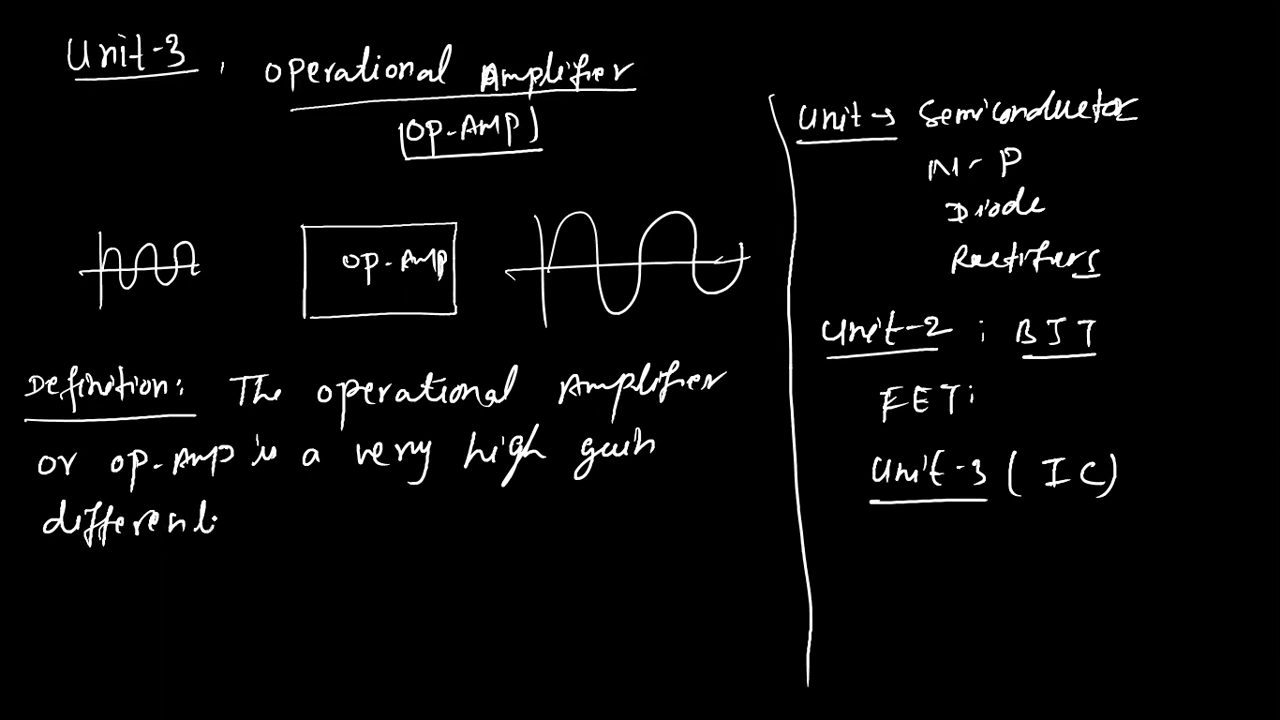 Unit-3, Operational Amplifier
(OP-AMP)
OP-AMP
Definition: The operational Amplifier
or OP-AMP is a very high gain
differenti
Unit → Semiconductor
N-P
Diode
Rectifiers
Unit-2 : BJT
FET:
Unit-3 (IC)